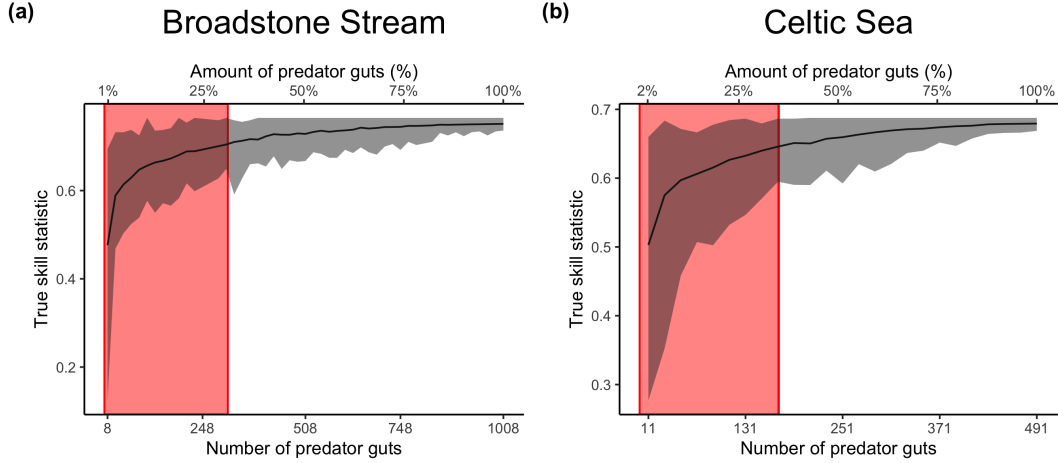 (a)
Broadstone Stream
Amount of predator guts (%)
1% 25% 50% 75% 100%
True skill statistic
0.6
0.4
0.2
8 248 508 748 1008
Number of predator guts
(b)
Celtic Sea
Amount of predator guts (%)
2% 25% 50% 75% 100%
True skill statistic
0.7
0.6
0.5
0.4
0.3
11 131 251 371 491
Number of predator guts